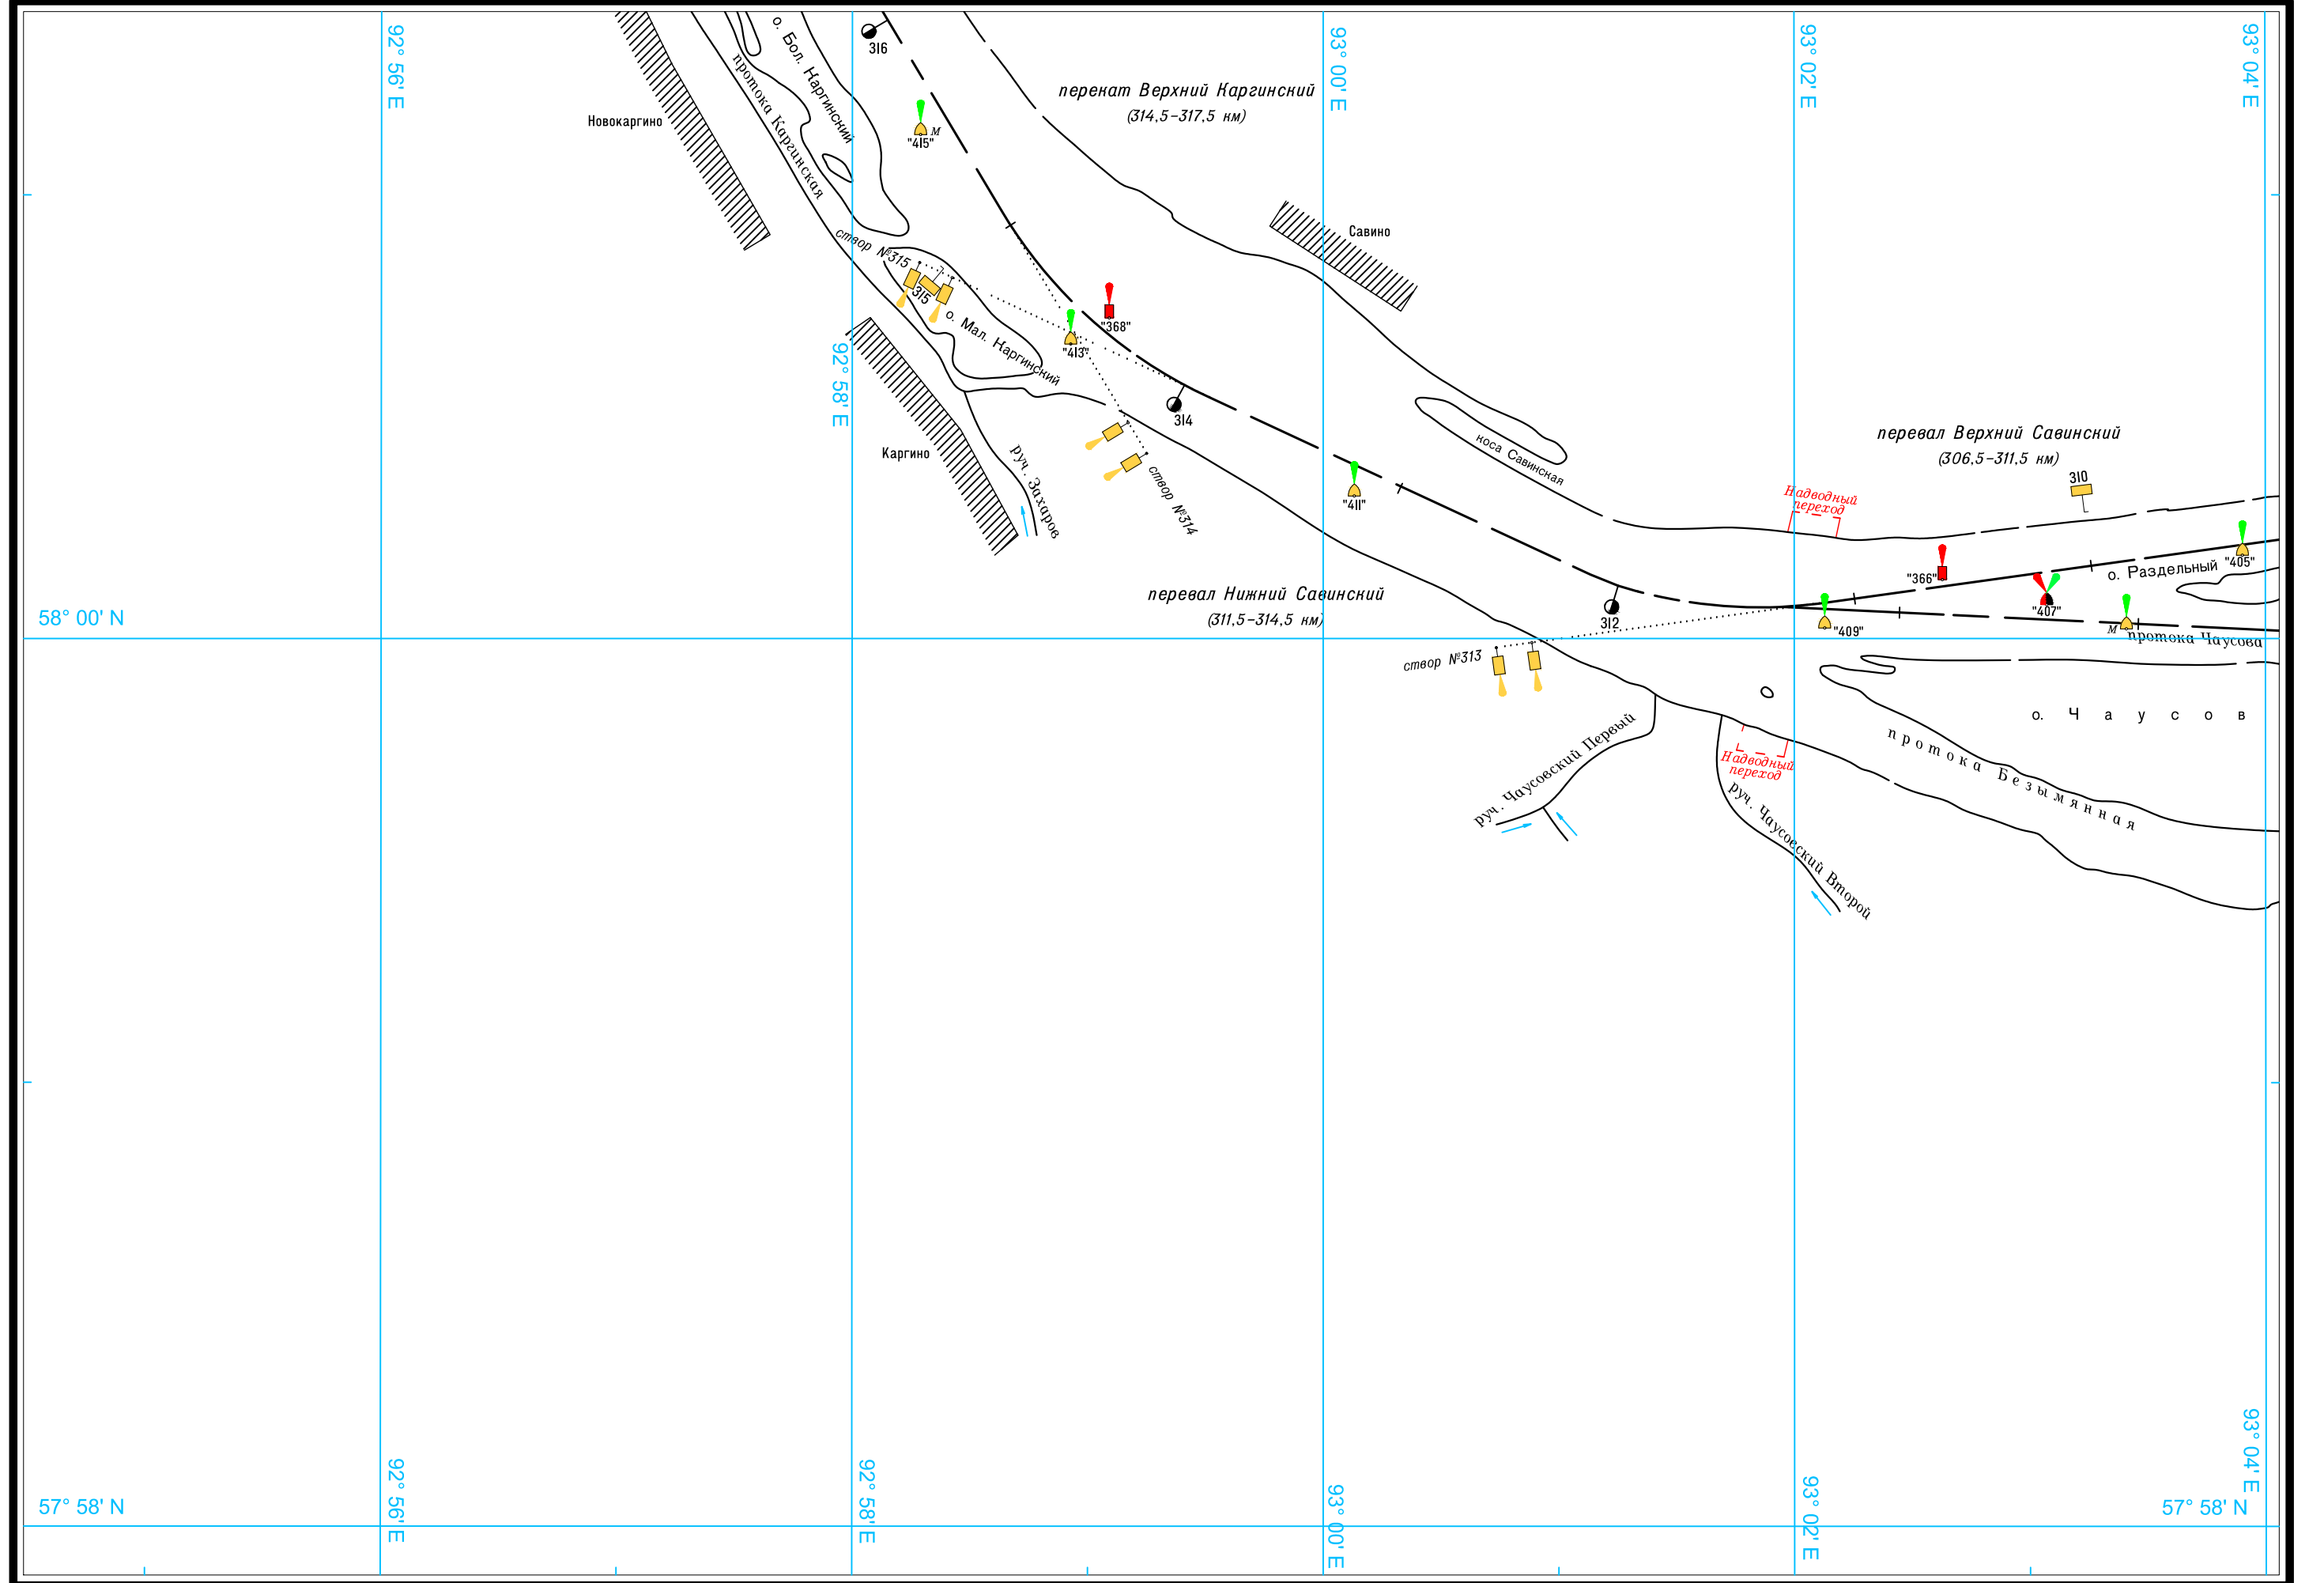 92° 56' E
93° 00' E
93° 02' E
93° 04' E
о. Бол. Каргинский
316
протока Каргинская
перекат Верхний Каргинский
(314,5–317,5 км)
Новокаргино
М
"415"
створ №315
315
Савино
"368"
"413"
о. Мал. Каргинский
92° 58' E
314
Каргино
руч. Захаров
створ №314
"411"
коса Савинская
перевал Верхний Савинский
(306,5–311,5 км)
310
Надводный
переход
"405"
о. Раздельный
"366"
"407"
перевал Нижний Савинский
(311,5–314,5 км)
312
"409"
М
протока Чаусова
58° 00' N
створ №313
о. Чаусов
руч. Чаусовский Первый
Надводный
переход
протока Безымянная
руч. Чаусовский Второй
57° 58' N
57° 58' N
92° 56' E
92° 58' E
93° 00' E
93° 02' E
93° 04' E